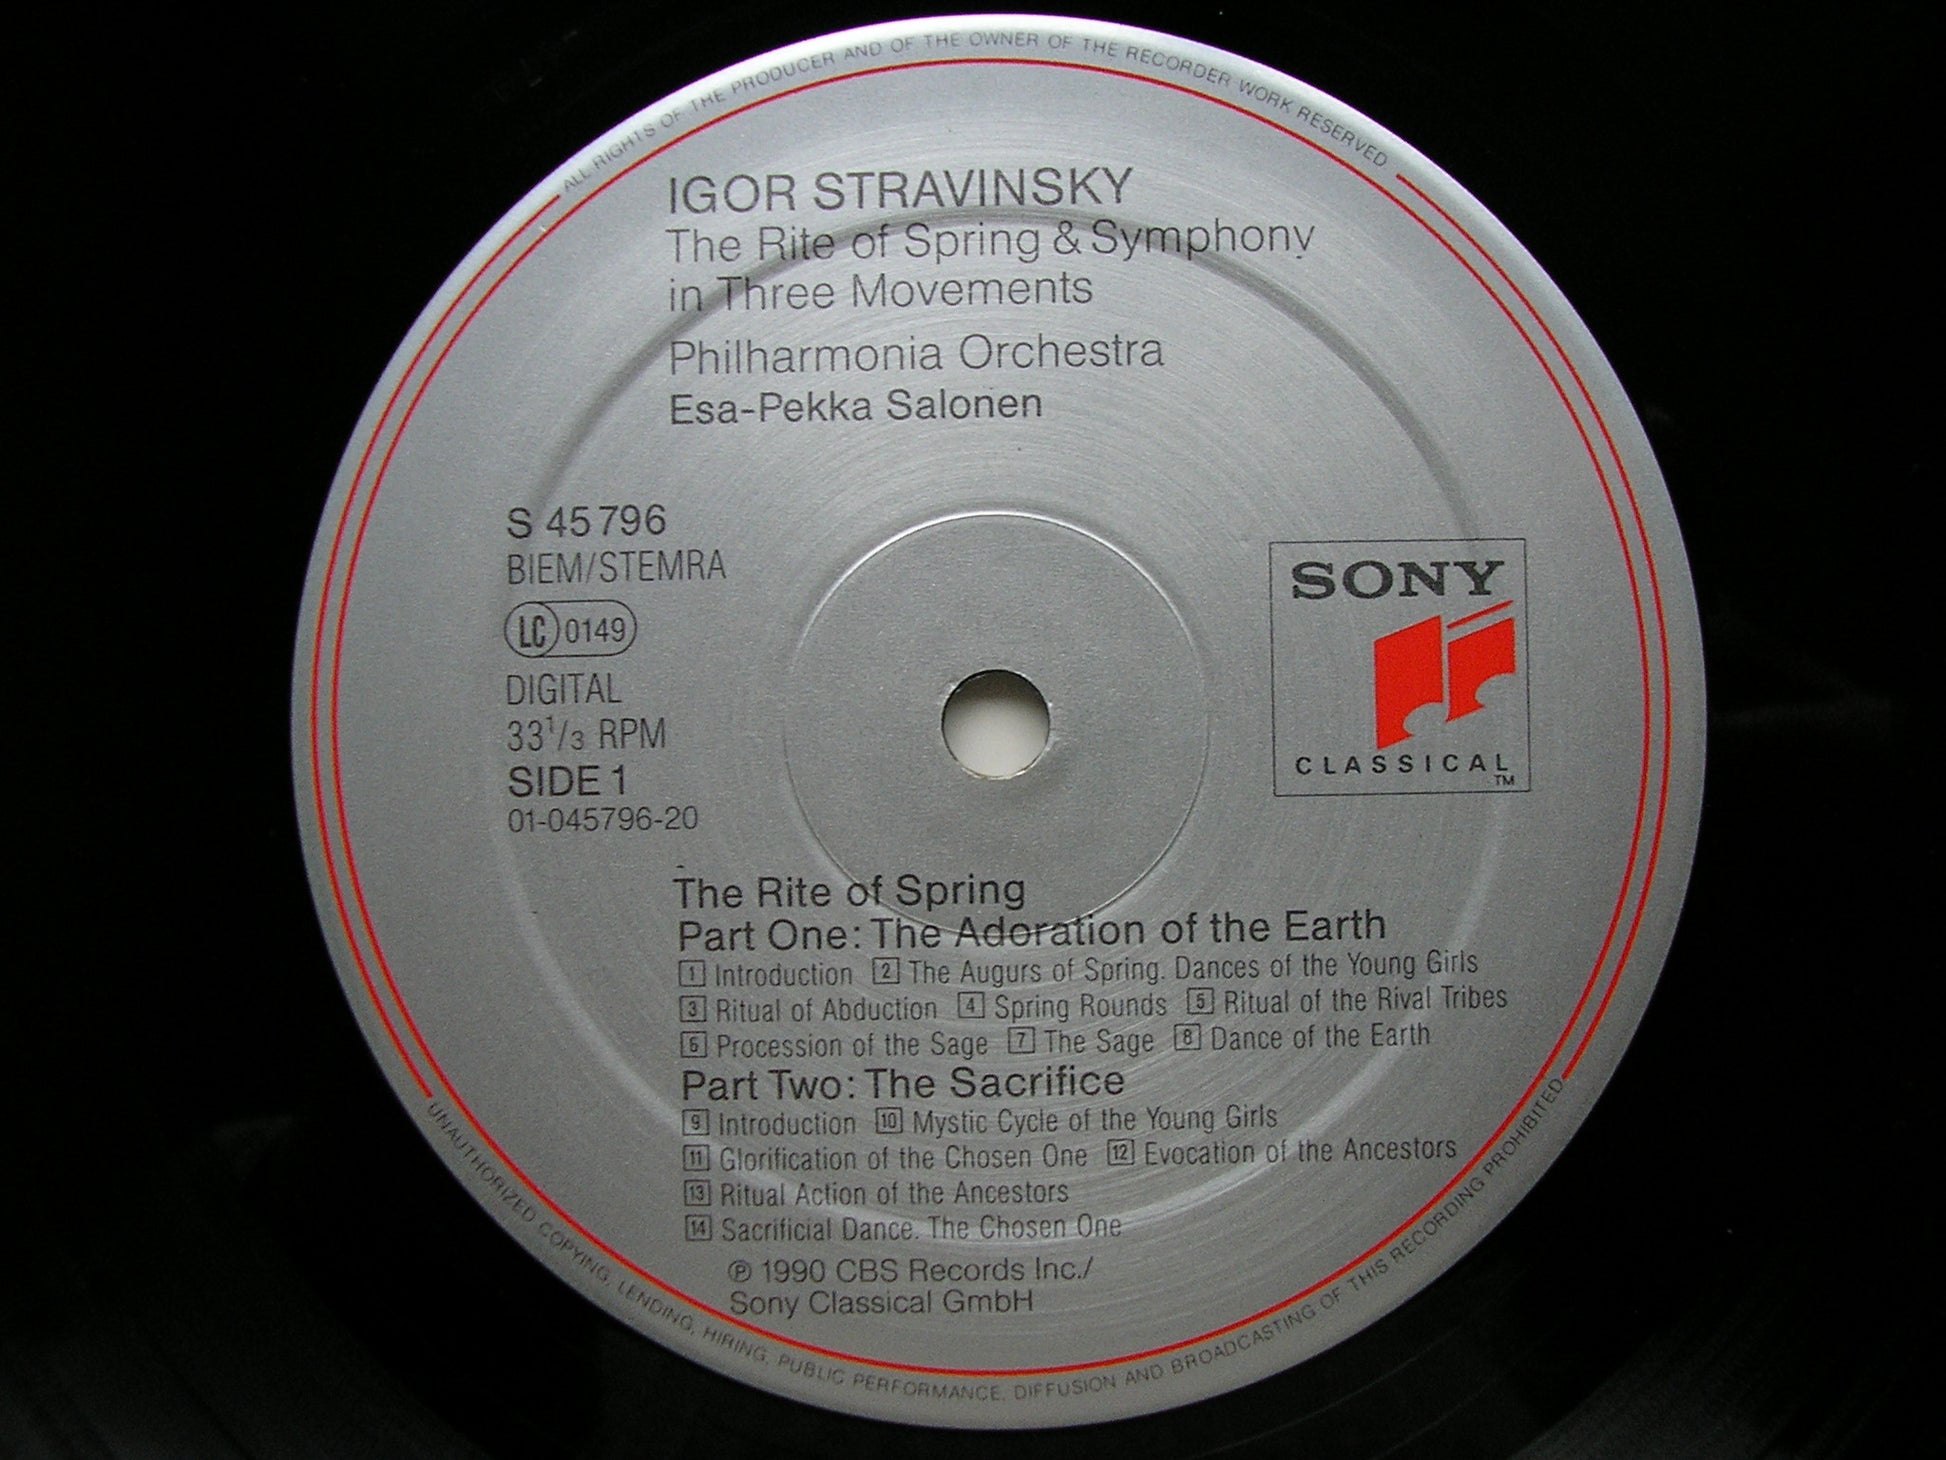 ALL RIGHTS OF THE PRODUCER AND OF THE OWNER OF THE RECORDER WORK RESERVED
IGOR STRAVINSKY
The Rite of Spring & Symphony
in Three Movements
Philharmonia Orchestra
Esa-Pekka Salonen
S 45796
BIEM/STEMRA
LC 0149
DIGITAL
33 1/3 RPM
SIDE 1
01-045796-20
SONY
CLASSICAL
TM
The Rite of Spring
Part One: The Adoration of the Earth
1 Introduction 2 The Augurs of Spring. Dances of the Young Girls
3 Ritual of Abduction 4 Spring Rounds 5 Ritual of the Rival Tribes
6 Procession of the Sage 7 The Sage 8 Dance of the Earth
Part Two: The Sacrifice
9 Introduction 10 Mystic Cycle of the Young Girls
11 Glorification of the Chosen One 12 Evocation of the Ancestors
13 Ritual Action of the Ancestors
14 Sacrificial Dance. The Chosen One
℗ 1990 CBS Records Inc./
Sony Classical GmbH
UNAUTHORIZED COPYING, LENDING, HIRING, PUBLIC PERFORMANCE, DIFFUSION AND BROADCASTING OF THIS RECORDING PROHIBITED